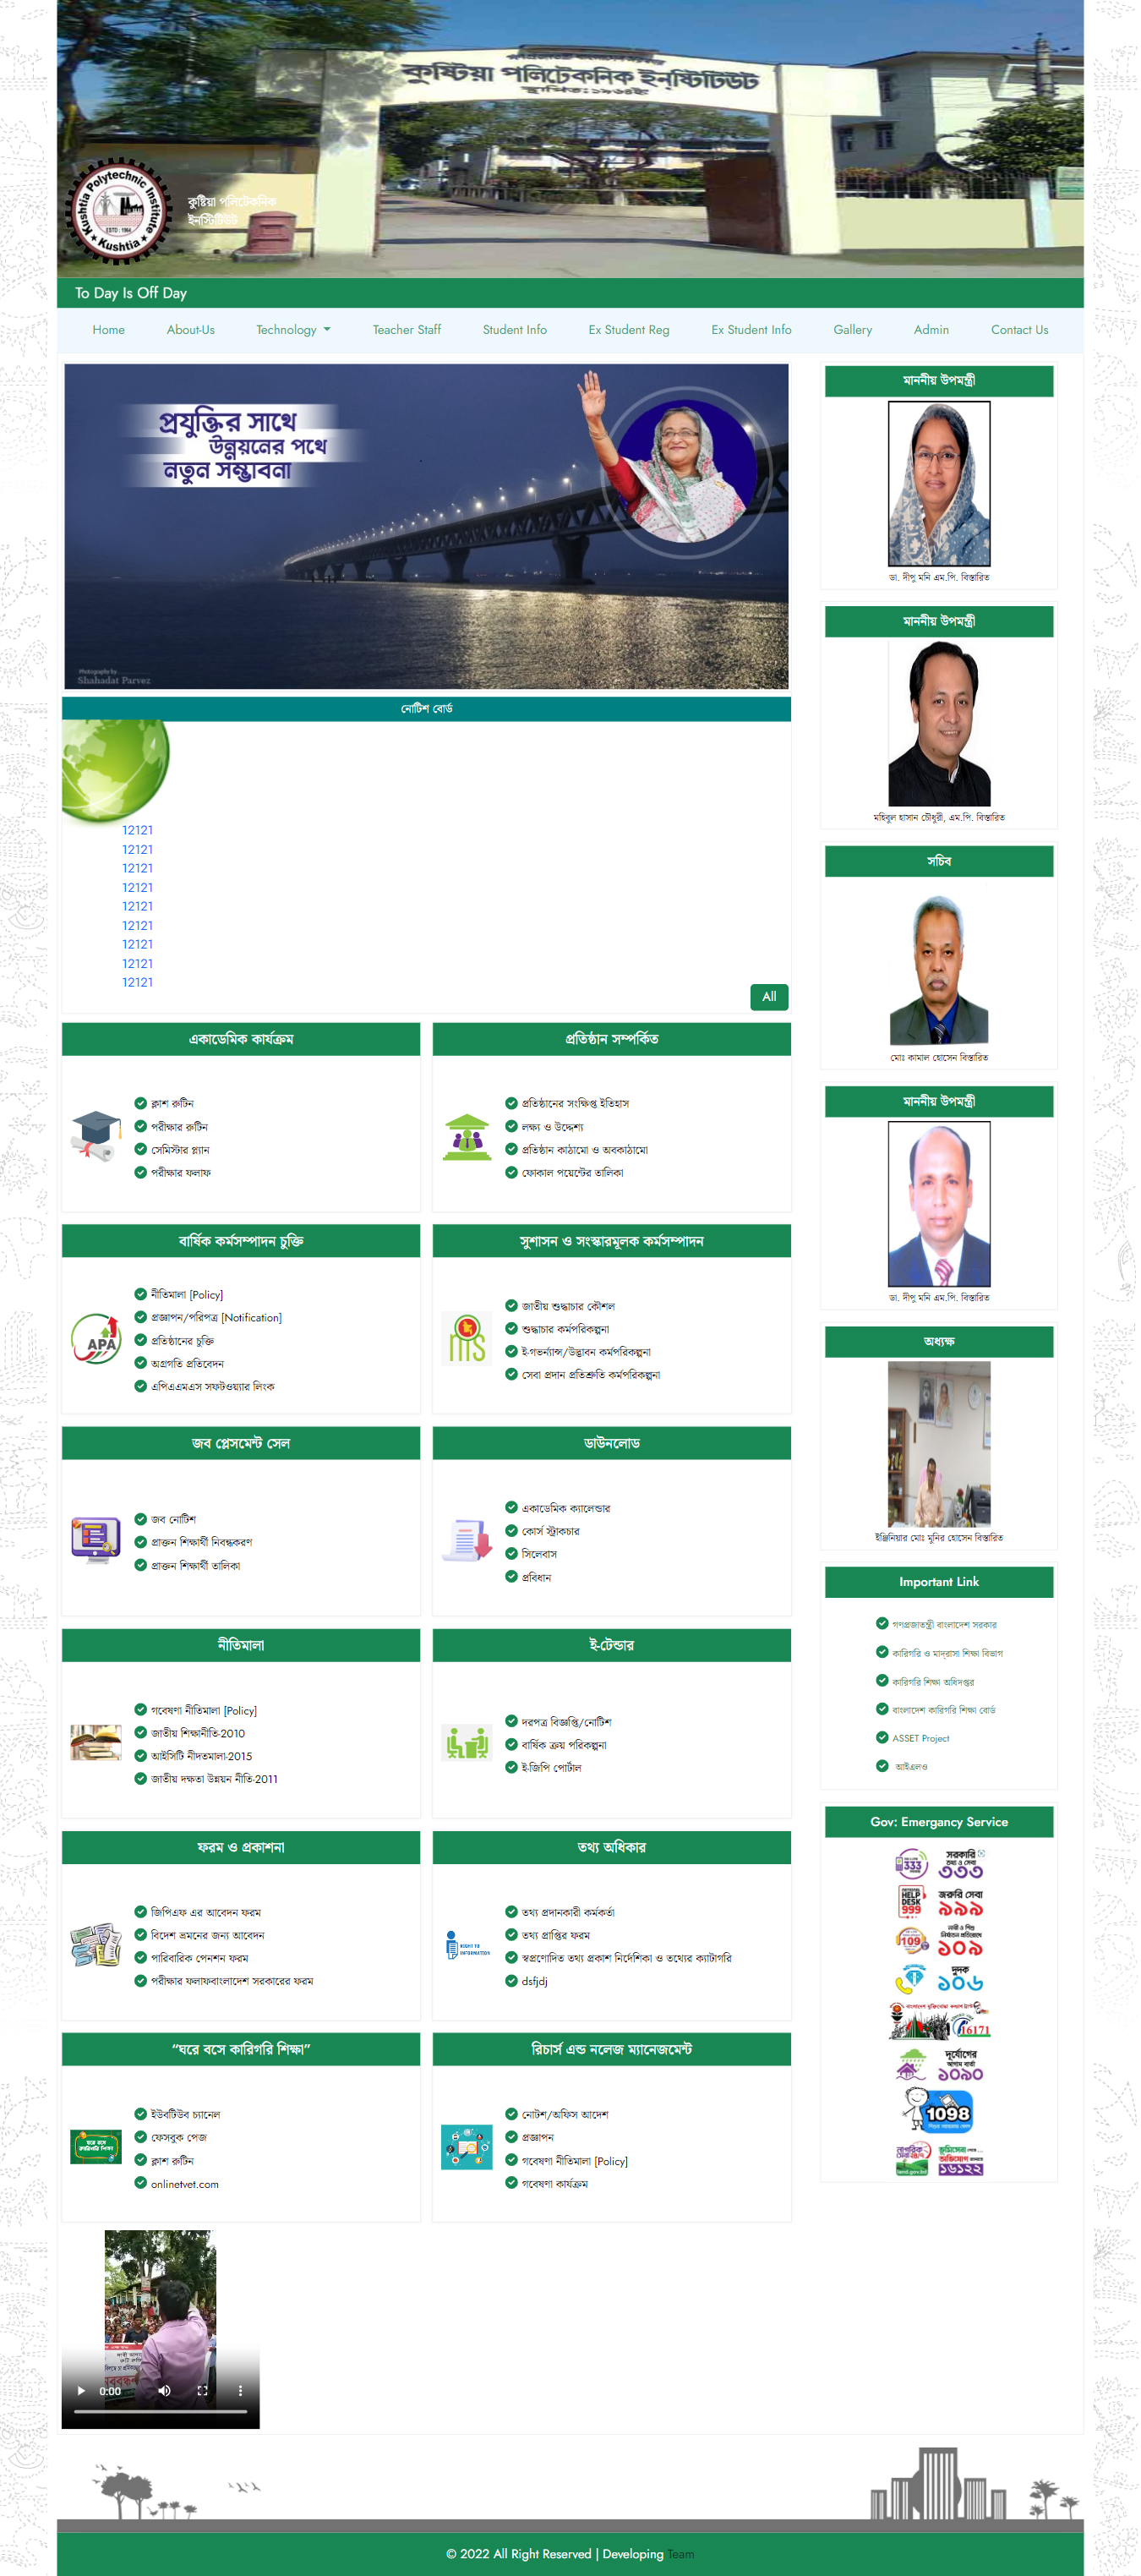 কুষ্টিয়া পলিটেকনিক ইনষ্টিটিউট
স্থাপিত:১৯৬৪ইং
Kushtia Polytechnic Institute
ESTD : 1964
Kushtia
কুষ্টিয়া পলিটেকনিক
ইনস্টিটিউট
To Day Is Off Day
Home About-Us Technology Teacher Staff Student Info Ex Student Reg Ex Student Info Gallery Admin Contact Us
প্রযুক্তির সাথে
উন্নয়নের পথে
নতুন সম্ভাবনা
Photography by
Shahadat Parvez
নোটিশ বোর্ড
12121
12121
12121
12121
12121
12121
12121
12121
12121
All
একাডেমিক কার্যক্রম
ক্লাশ রুটিন
পরীক্ষার রুটিন
সেমিস্টার প্ল্যান
পরীক্ষার ফলাফ
প্রতিষ্ঠান সম্পর্কিত
প্রতিষ্ঠানের সংক্ষিপ্ত ইতিহাস
লক্ষ্য ও উদ্দেশ্য
প্রতিষ্ঠান কাঠামো ও অবকাঠামো
ফোকাল পয়েন্টের তালিকা
বার্ষিক কর্মসম্পাদন চুক্তি
APA
নীতিমালা [Policy]
প্রজ্ঞাপন/পরিপত্র [Notification]
প্রতিষ্ঠানের চুক্তি
অগ্রগতি প্রতিবেদন
এপিএএমএস সফটওয়্যার লিংক
সুশাসন ও সংস্কারমূলক কর্মসম্পাদন
জাতীয় শুদ্ধাচার কৌশল
শুদ্ধাচার কর্মপরিকল্পনা
ই-গভর্ন্যান্স/উদ্ভাবন কর্মপরিকল্পনা
সেবা প্রদান প্রতিশ্রুতি কর্মপরিকল্পনা
জব প্লেসমেন্ট সেল
জব নোটিশ
প্রাক্তন শিক্ষার্থী নিবন্ধকরণ
প্রাক্তন শিক্ষার্থী তালিকা
ডাউনলোড
একাডেমিক ক্যালেন্ডার
কোর্স স্ট্রাকচার
সিলেবাস
প্রবিধান
নীতিমালা
গবেষণা নীতিমালা [Policy]
জাতীয় শিক্ষানীতি-2010
আইসিটি নীদতমালা-2015
জাতীয় দক্ষতা উন্নয়ন নীতি-2011
ই-টেন্ডার
দরপত্র বিজ্ঞপ্তি/নোটিশ
বার্ষিক ক্রয় পরিকল্পনা
ই-জিপি পোর্টাল
ফরম ও প্রকাশনা
জিপিএফ এর আবেদন ফরম
বিদেশ ভ্রমনের জন্য আবেদন
পারিবারিক পেনশন ফরম
পরীক্ষার ফলাফবাংলাদেশ সরকারের ফরম
তথ্য অধিকার
RIGHT TO
INFORMATION
তথ্য প্রদানকারী কর্মকর্তা
তথ্য প্রাপ্তির ফরম
স্বপ্রণোদিত তথ্য প্রকাশ নির্দেশিকা ও তথ্যের ক্যাটাগরি
dsfjdj
“ঘরে বসে কারিগরি শিক্ষা”
ঘরে বসে
কারিগরি শিক্ষা
ইউবটিউব চ্যানেল
ফেসবুক পেজ
ক্লাশ রুটিন
onlinetvet.com
রিচার্স এন্ড নলেজ ম্যানেজমেন্ট
নোটশ/অফিস আদেশ
প্রজ্ঞাপন
গবেষণা নীতিমালা [Policy]
গবেষণা কার্যক্রম
0:00
মাননীয় উপমন্ত্রী
ডা. দীপু মনি এম.পি. বিস্তারিত
মাননীয় উপমন্ত্রী
মহিবুল হাসান চৌধুরী, এম.পি. বিস্তারিত
সচিব
মোঃ কামাল হোসেন বিস্তারিত
মাননীয় উপমন্ত্রী
ডা. দীপু মনি এম.পি. বিস্তারিত
অধ্যক্ষ
ইঞ্জিনিয়ার মোঃ মুনির হোসেন বিস্তারিত
Important Link
গণপ্রজাতন্ত্রী বাংলাদেশ সরকার
কারিগরি ও মাদ্রাসা শিক্ষা বিভাগ
কারিগরি শিক্ষা অধিদপ্তর
বাংলাদেশ কারিগরি শিক্ষা বোর্ড
ASSET Project
আইএলও
Gov: Emergancy Service
333
সরকারি
তথ্য ও সেবা
৩৩৩
HELP
DESK
999
জরুরি সেবা
৯৯৯
109
নারী ও শিশু
নির্যাতন প্রতিরোধে
১০৯
দুদক
১০৬
16171
দুর্যোগের
আগাম বার্তা
১০৯০
1098
নাগরিক
land.gov.bd
ভূমিসেবা
অভিযোগ
১৬১২২
© 2022 All Right Reserved | Developing Team